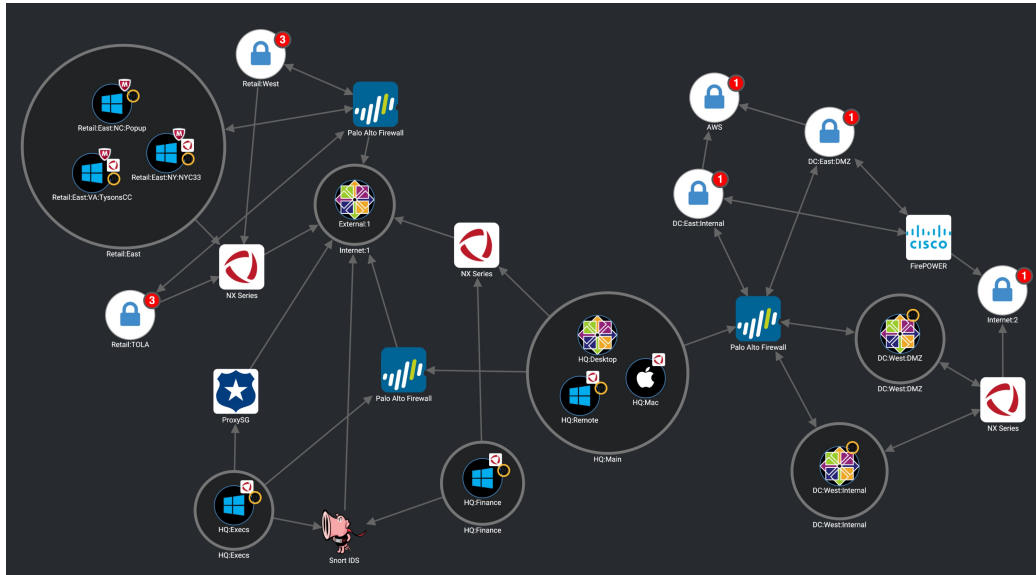 3
Retail:West
Retail:East:NC:Popup
Retail:East:NY:NYC33
Retail:East:VA:TysonsCC
Retail:East
Palo Alto Firewall
External:1
Internet:1
NX Series
3
Retail:TOLA
NX Series
ProxySG
Palo Alto Firewall
HQ:Desktop
HQ:Remote
HQ:Mac
HQ:Main
HQ:Execs
HQ:Execs
Snort IDS
HQ:Finance
HQ:Finance
1
AWS
1
DC:East:DMZ
1
DC:East:Internal
CISCO
FirePOWER
1
Internet:2
Palo Alto Firewall
DC:West:DMZ
DC:West:DMZ
NX Series
DC:West:Internal
DC:West:Internal